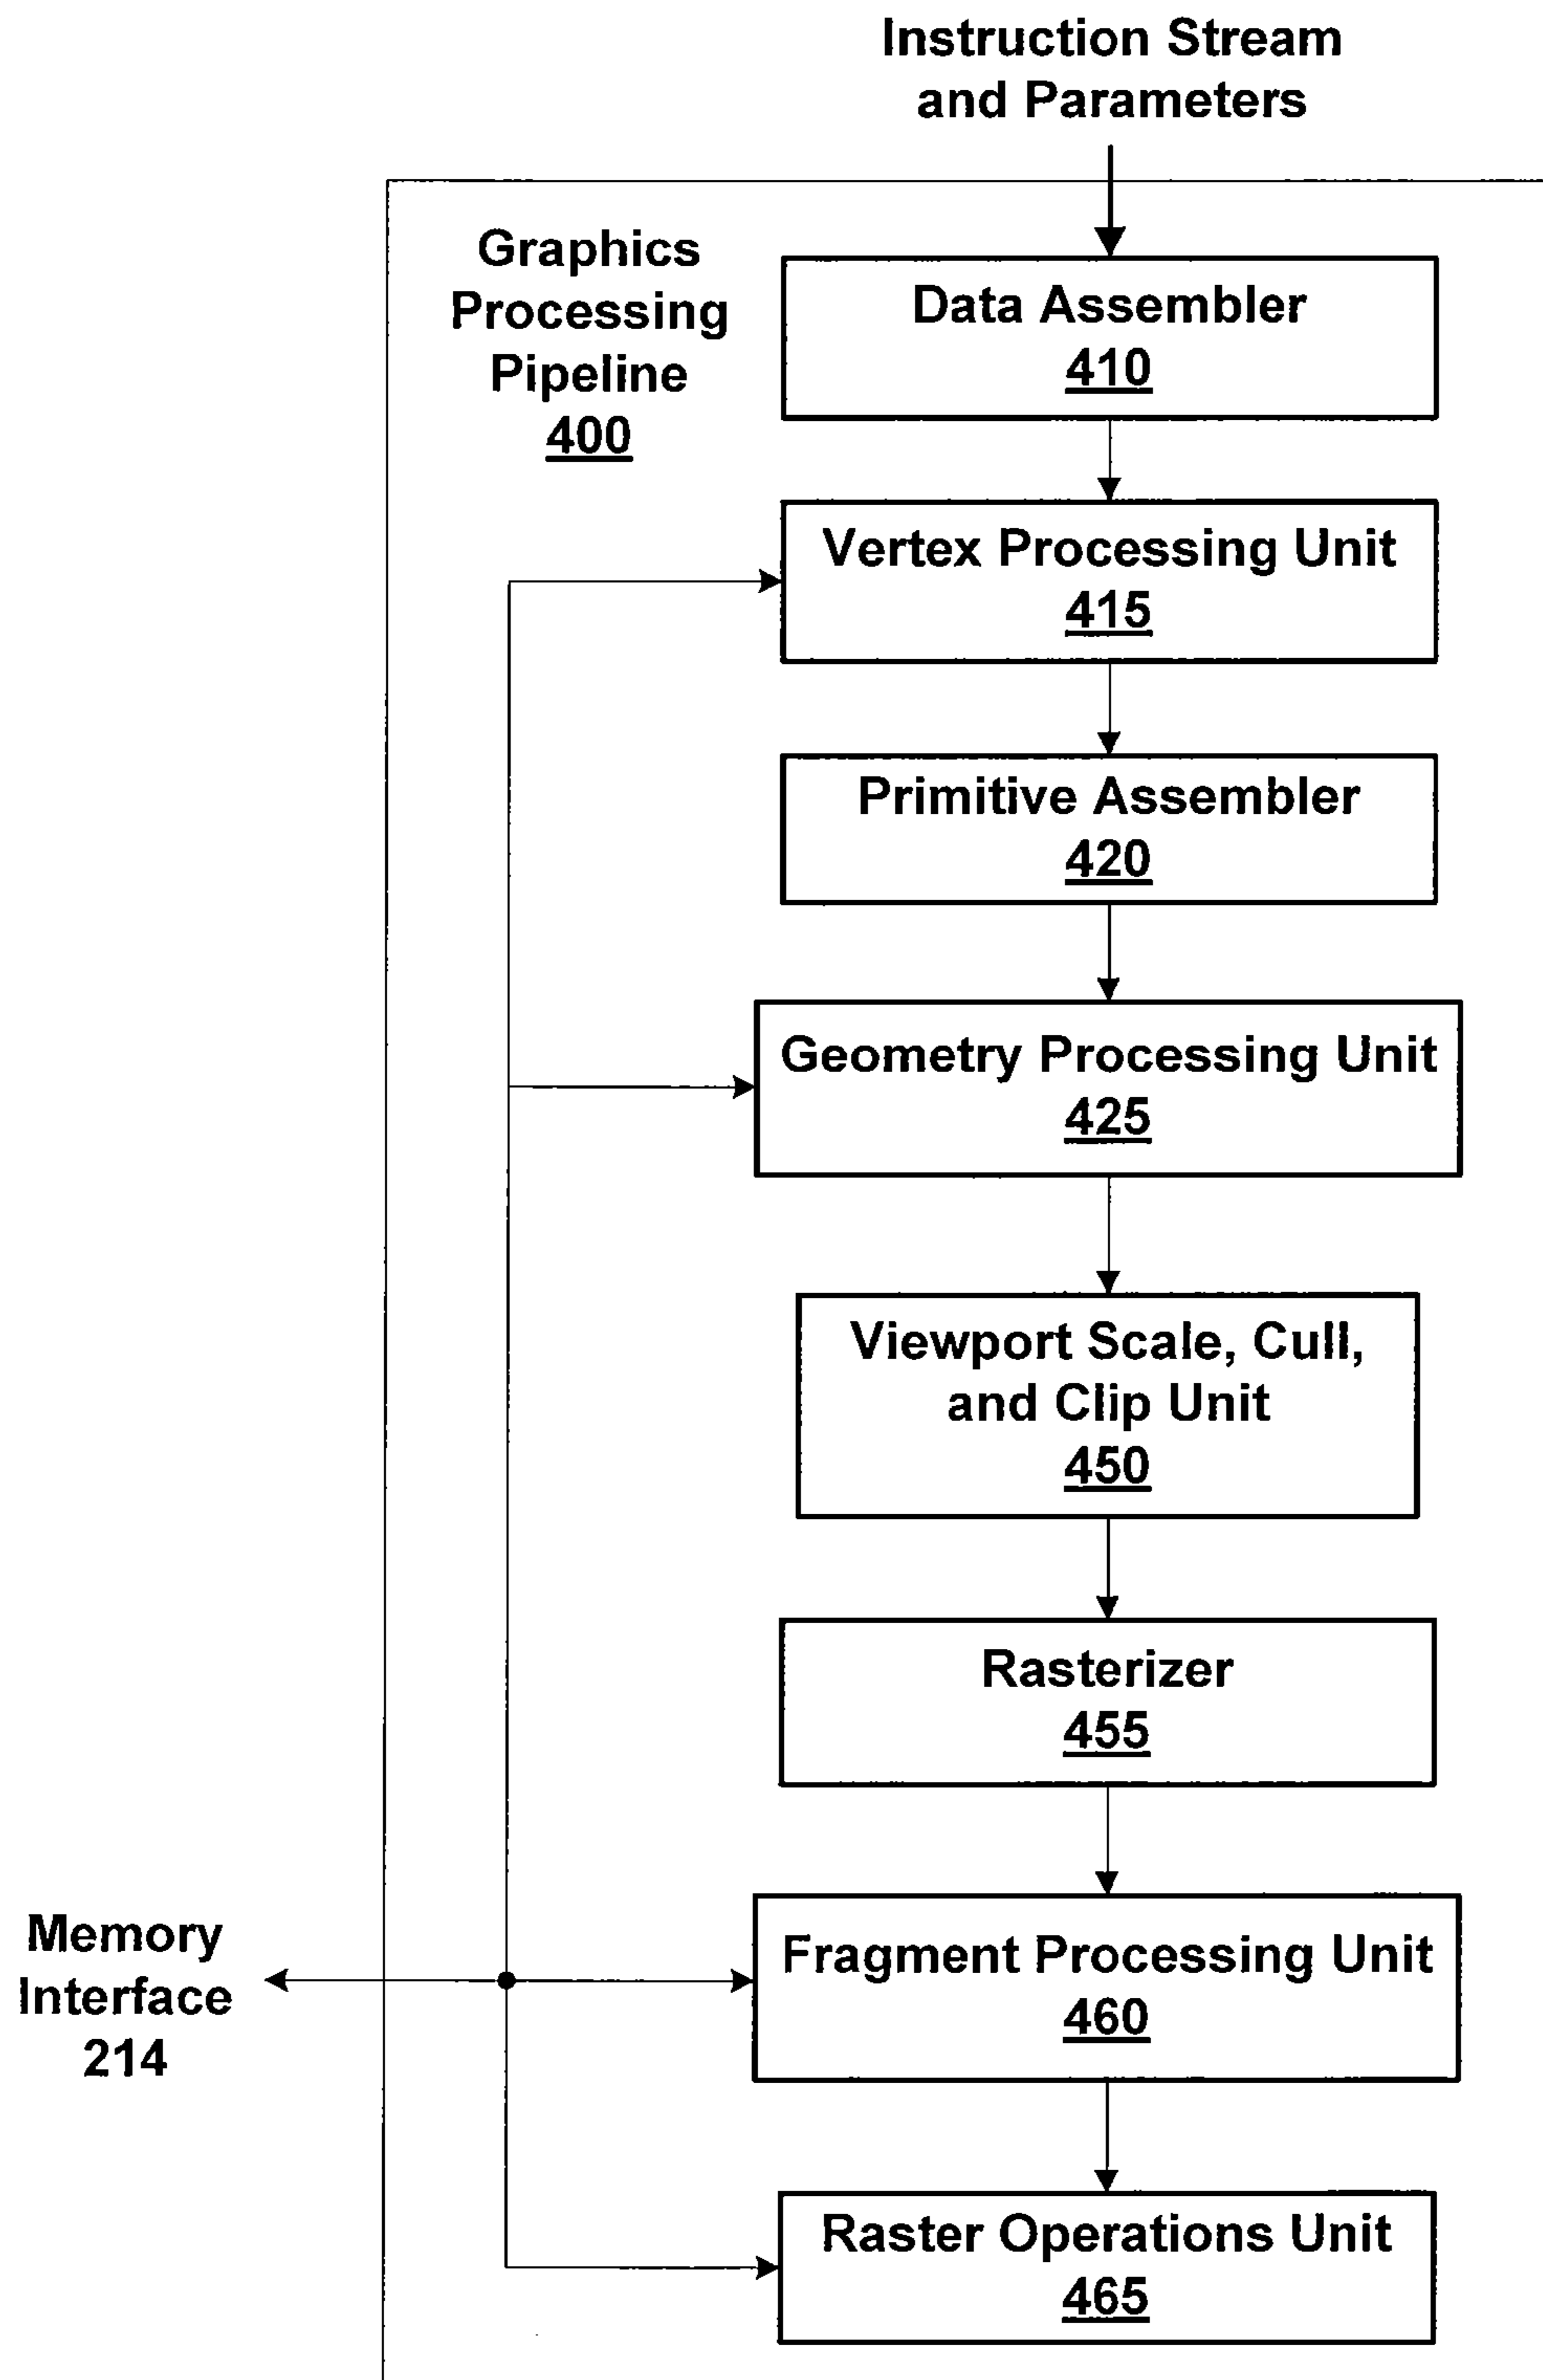 Instruction Stream
and Parameters
Graphics
Processing
Pipeline
400
Data Assembler
410
Vertex Processing Unit
415
Primitive Assembler
420
Geometry Processing Unit
425
Viewport Scale, Cull,
and Clip Unit
450
Rasterizer
455
Memory
Interface
214
Fragment Processing Unit
460
Raster Operations Unit
465